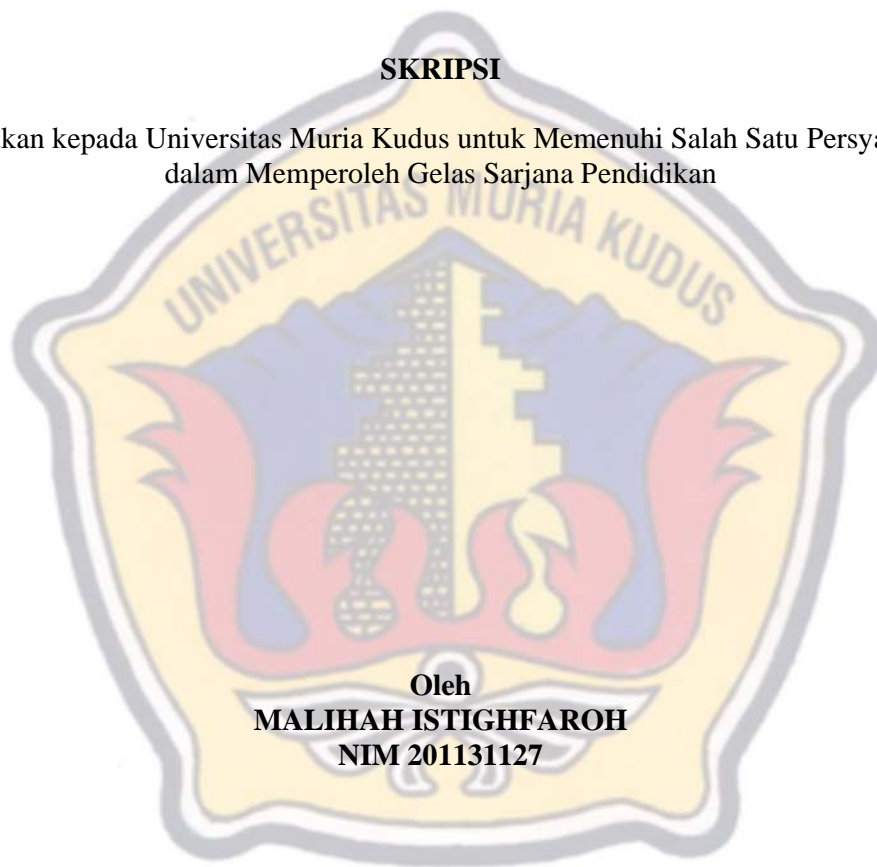 SKRIPSI
kan kepada Universitas Muria Kudus untuk Memenuhi Salah Satu Persya
dalam Memperoleh Gelas Sarjana Pendidikan
UNIVERSITAS MURIA KUDUS
Oleh
MALIHAH ISTIGHFAROH
NIM 201131127